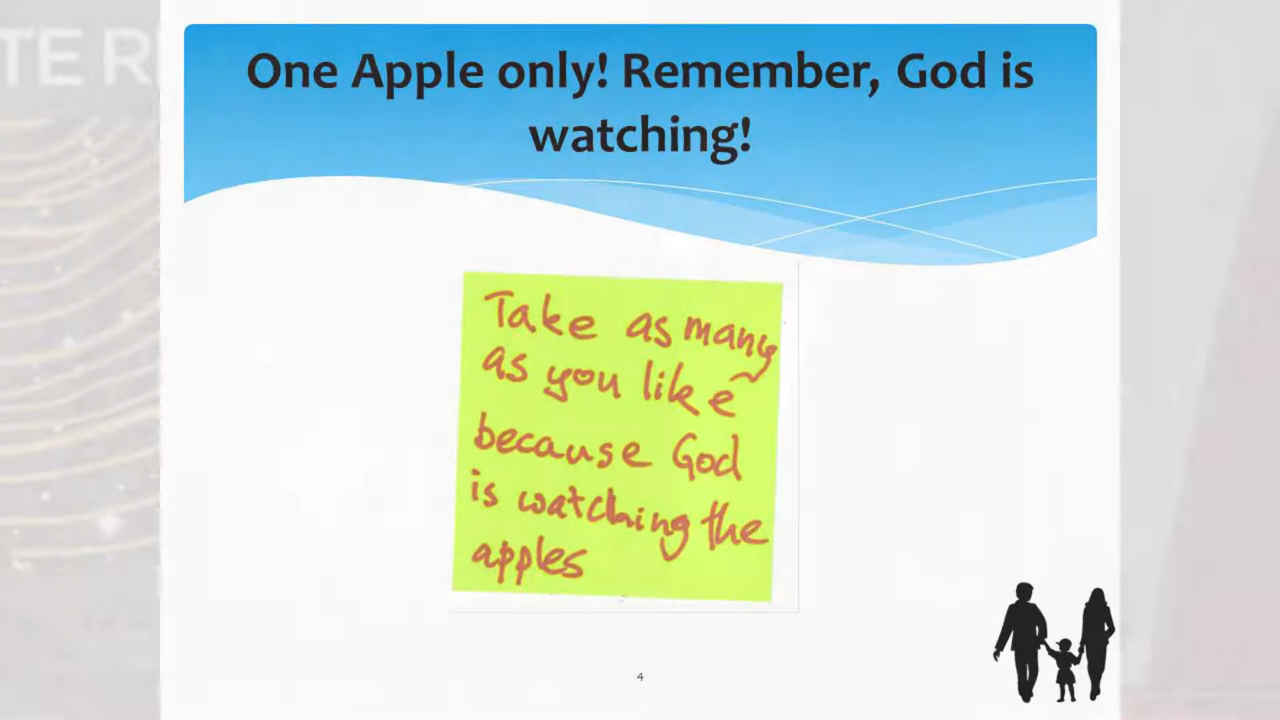 TE R
One Apple only! Remember, God is
watching!
Take as many
as you like
because God
is watching the
apples
4